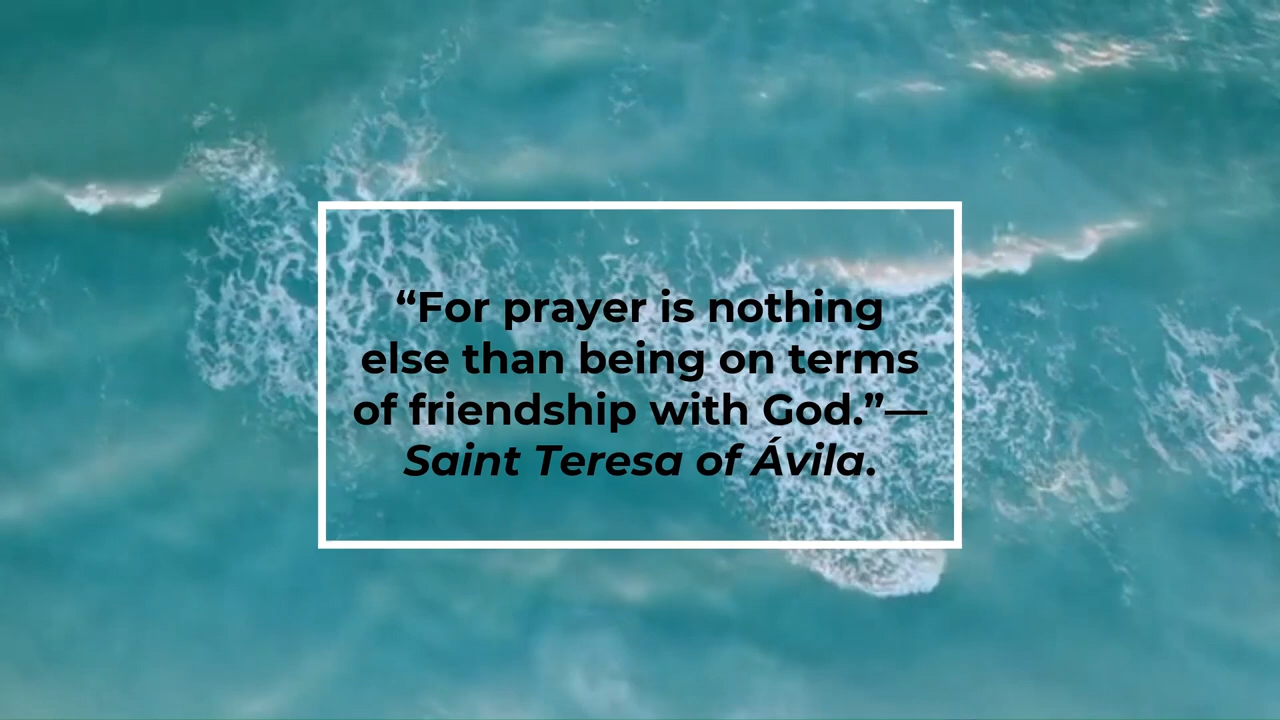 “For prayer is nothing
else than being on terms
of friendship with God.”—
Saint Teresa of Ávila.